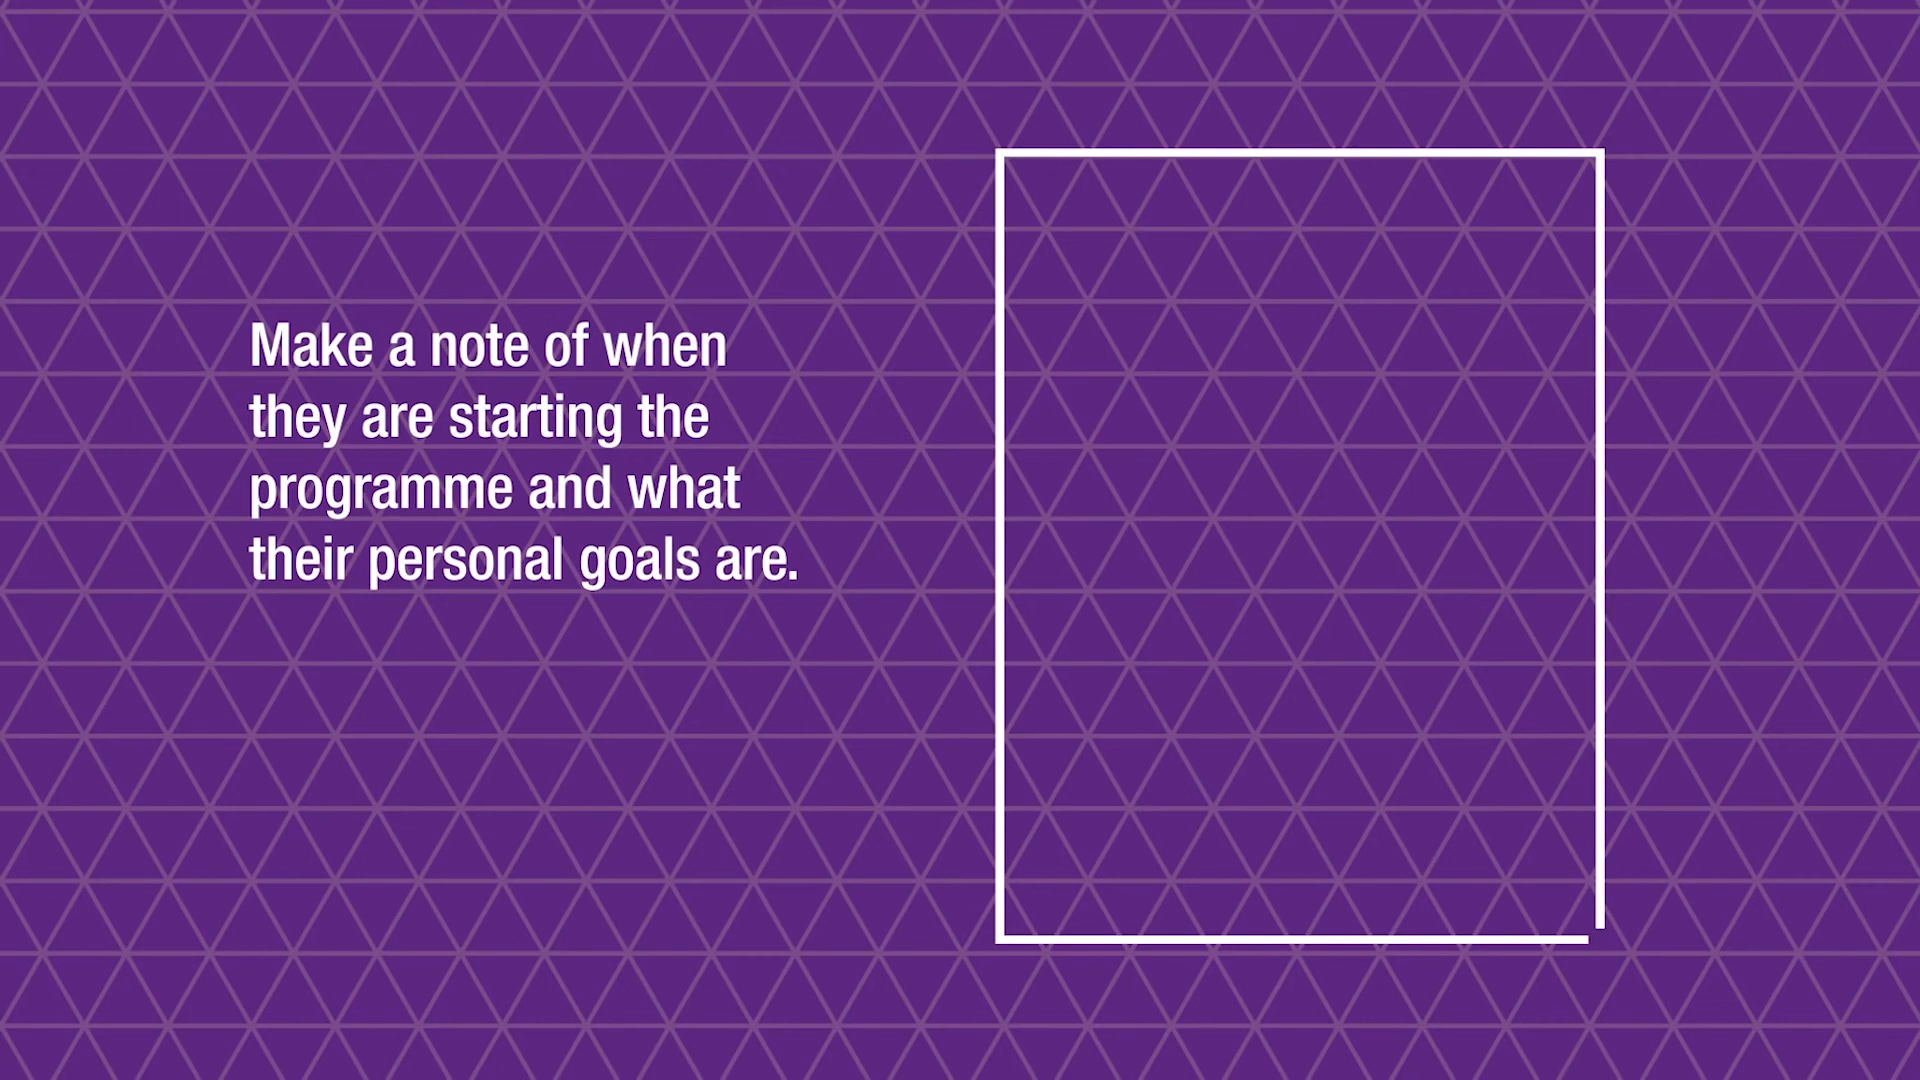 Make a note of when
they are starting the
programme and what
their personal goals are.